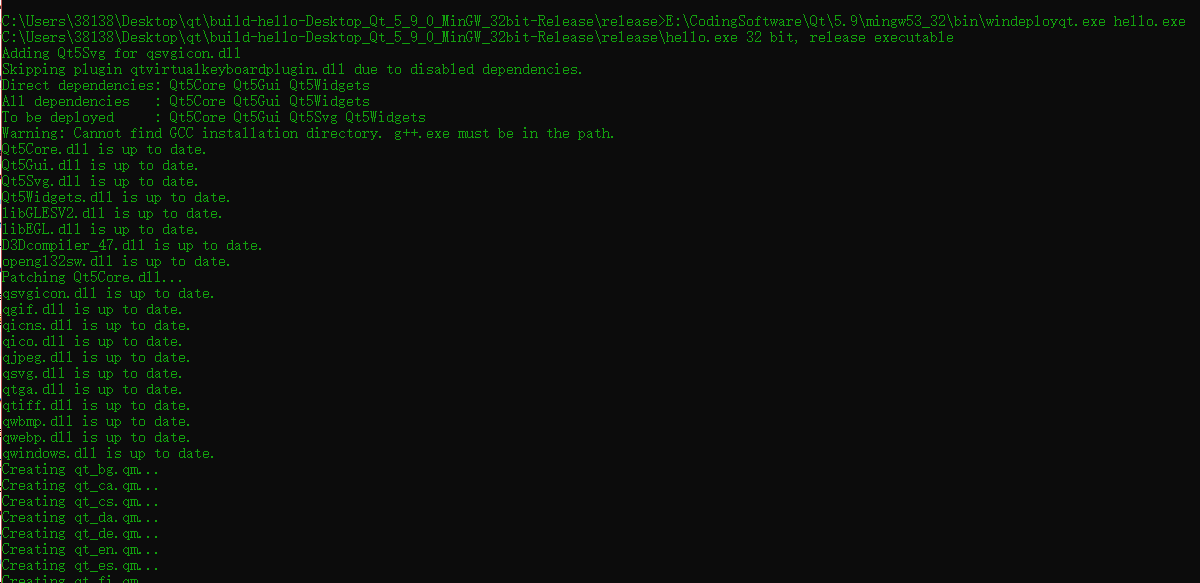 C:\Users\38138\Desktop\qt\build-hello-Desktop_Qt_5_9_0_MinGW_32bit-Release\release>E:\CodingSoftware\Qt\5.9\mingw53_32\bin\windeployqt.exe hello.exe
C:\Users\38138\Desktop\qt\build-hello-Desktop_Qt_5_9_0_MinGW_32bit-Release\release\hello.exe 32 bit, release executable
Adding Qt5Svg for qsvgicon.dll
Skipping plugin qtvirtualkeyboardplugin.dll due to disabled dependencies.
Direct dependencies: Qt5Core Qt5Gui Qt5Widgets
All dependencies   : Qt5Core Qt5Gui Qt5Widgets
To be deployed     : Qt5Core Qt5Gui Qt5Svg Qt5Widgets
Warning: Cannot find GCC installation directory. g++.exe must be in the path.
Qt5Core.dll is up to date.
Qt5Gui.dll is up to date.
Qt5Svg.dll is up to date.
Qt5Widgets.dll is up to date.
libGLESV2.dll is up to date.
libEGL.dll is up to date.
D3Dcompiler_47.dll is up to date.
opengl32sw.dll is up to date.
Patching Qt5Core.dll...
qsvgicon.dll is up to date.
qgif.dll is up to date.
qicns.dll is up to date.
qico.dll is up to date.
qjpeg.dll is up to date.
qsvg.dll is up to date.
qtga.dll is up to date.
qtiff.dll is up to date.
qwbmp.dll is up to date.
qwebp.dll is up to date.
qwindows.dll is up to date.
Creating qt_bg.qm...
Creating qt_ca.qm...
Creating qt_cs.qm...
Creating qt_da.qm...
Creating qt_de.qm...
Creating qt_en.qm...
Creating qt_es.qm...
Creating qt_fi.qm